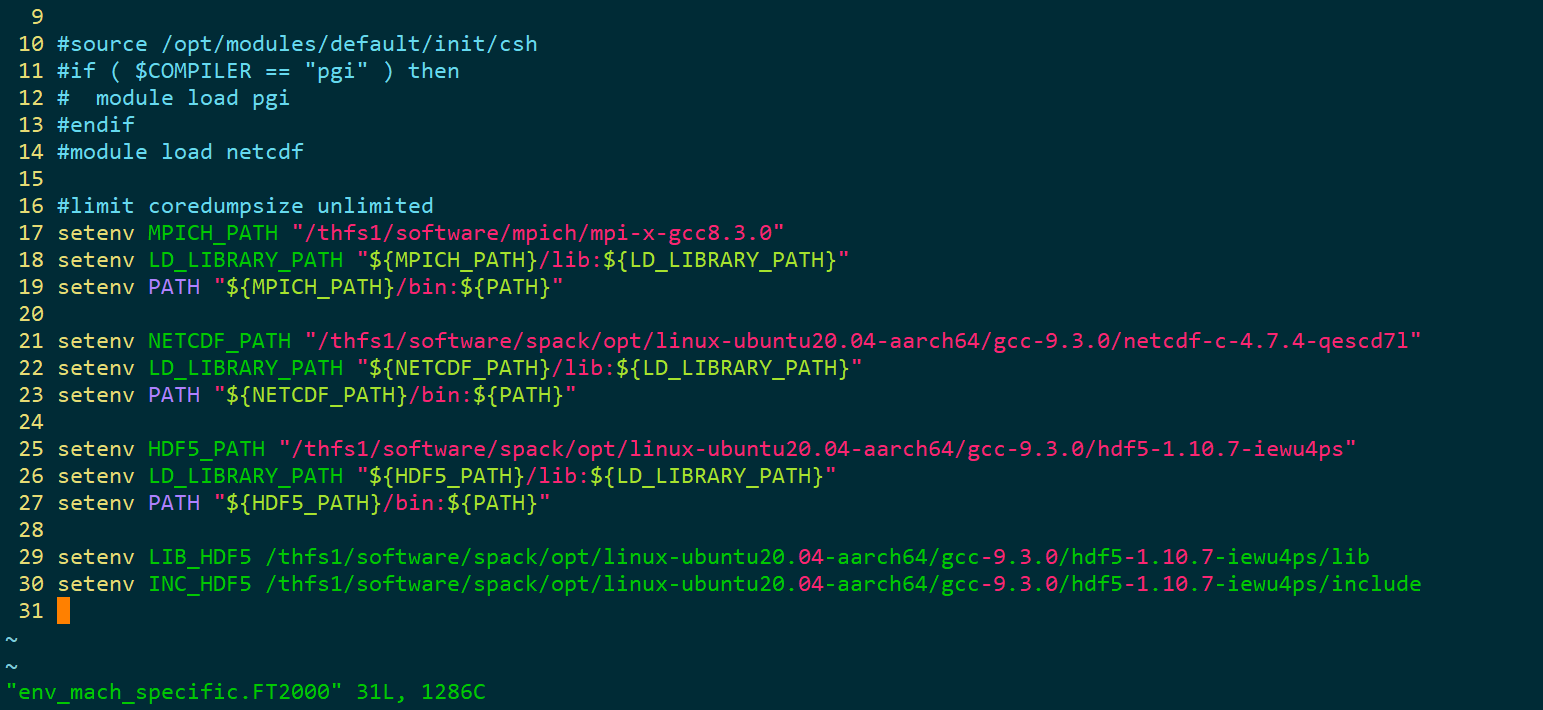 9
10 #source /opt/modules/default/init/csh
11 #if ( $COMPILER == "pgi" ) then
12 #  module load pgi
13 #endif
14 #module load netcdf
15
16 #limit coredumpsize unlimited
17 setenv MPICH_PATH "/thfs1/software/mpich/mpi-x-gcc8.3.0"
18 setenv LD_LIBRARY_PATH "${MPICH_PATH}/lib:${LD_LIBRARY_PATH}"
19 setenv PATH "${MPICH_PATH}/bin:${PATH}"
20
21 setenv NETCDF_PATH "/thfs1/software/spack/opt/linux-ubuntu20.04-aarch64/gcc-9.3.0/netcdf-c-4.7.4-qescd7l"
22 setenv LD_LIBRARY_PATH "${NETCDF_PATH}/lib:${LD_LIBRARY_PATH}"
23 setenv PATH "${NETCDF_PATH}/bin:${PATH}"
24
25 setenv HDF5_PATH "/thfs1/software/spack/opt/linux-ubuntu20.04-aarch64/gcc-9.3.0/hdf5-1.10.7-iewu4ps"
26 setenv LD_LIBRARY_PATH "${HDF5_PATH}/lib:${LD_LIBRARY_PATH}"
27 setenv PATH "${HDF5_PATH}/bin:${PATH}"
28
29 setenv LIB_HDF5 /thfs1/software/spack/opt/linux-ubuntu20.04-aarch64/gcc-9.3.0/hdf5-1.10.7-iewu4ps/lib
30 setenv INC_HDF5 /thfs1/software/spack/opt/linux-ubuntu20.04-aarch64/gcc-9.3.0/hdf5-1.10.7-iewu4ps/include
31
~
~
"env_mach_specific.FT2000" 31L, 1286C